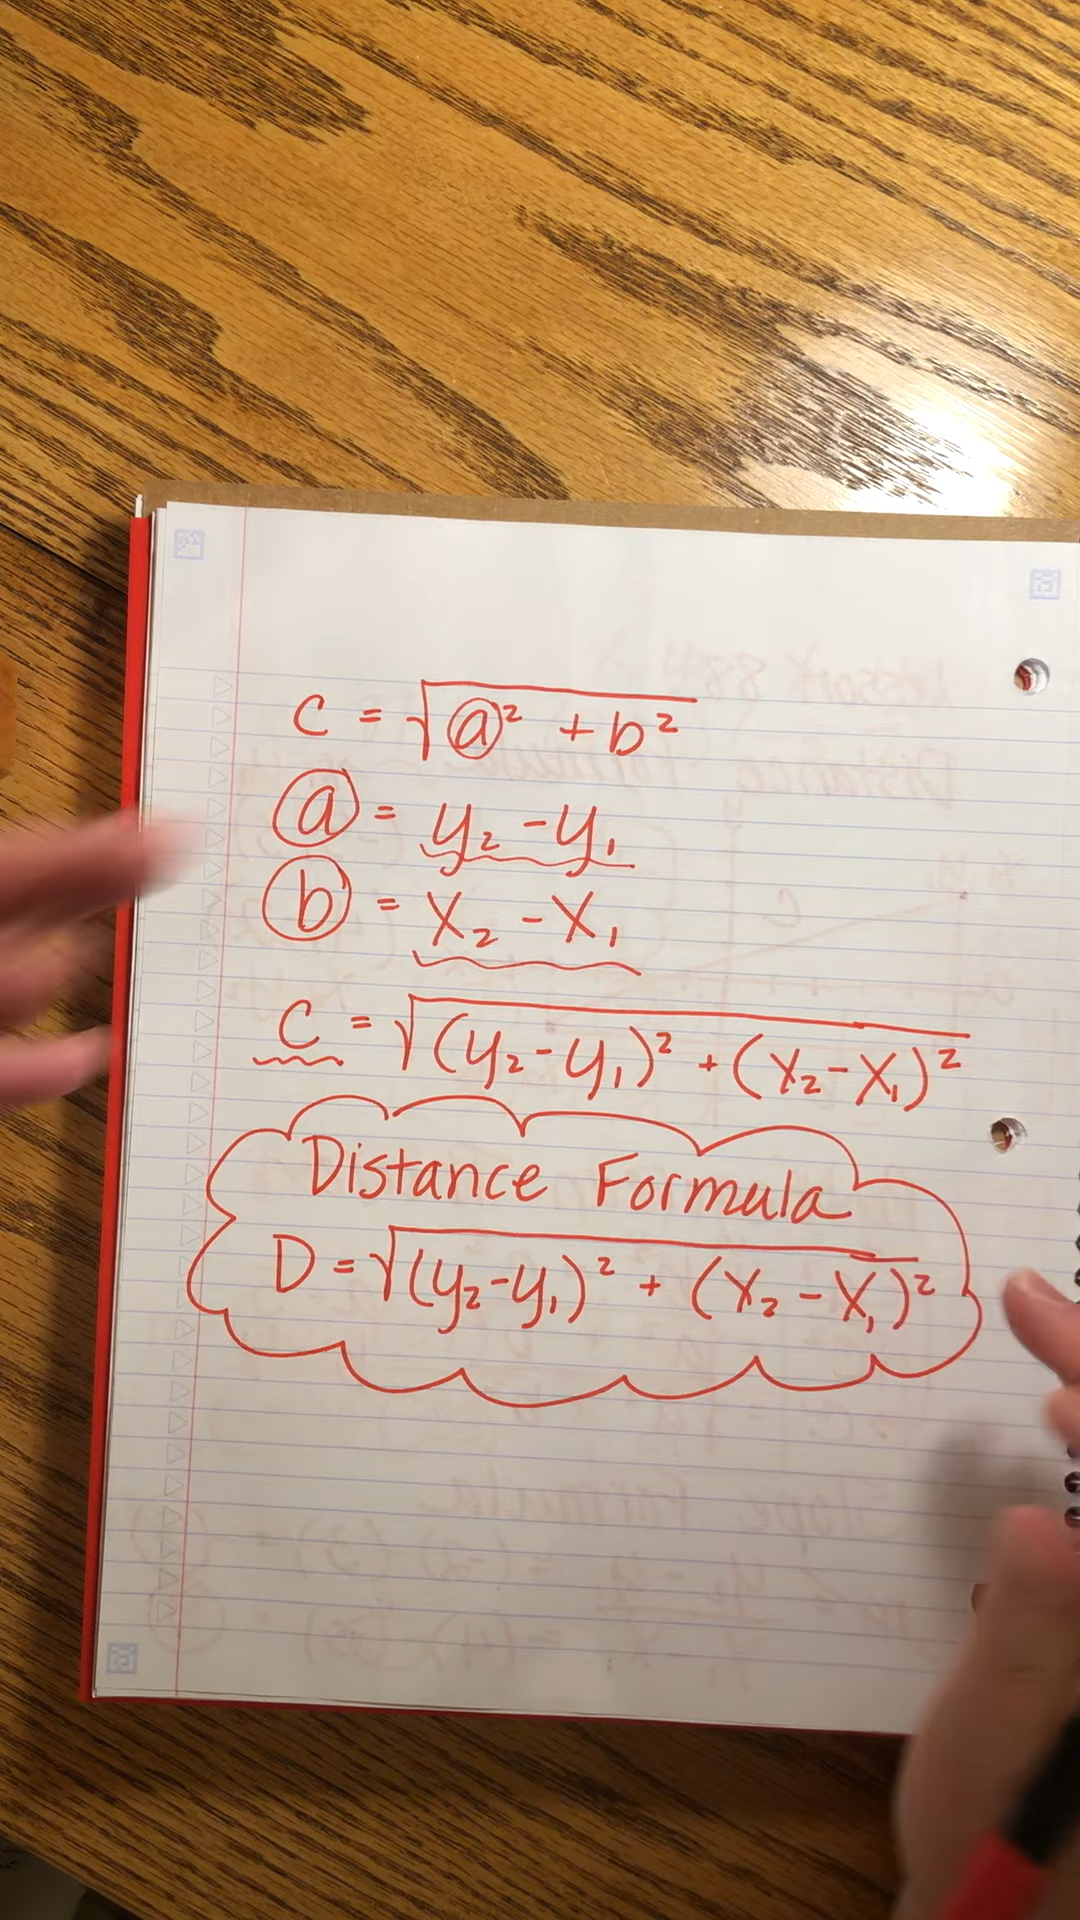 c = √a² + b²
a = y₂ - y₁
b = x₂ - x₁
C = √(y₂-y₁)² + (x₂-x₁)²
Distance Formula
D = √(y₂-y₁)² + (x₂-x₁)²